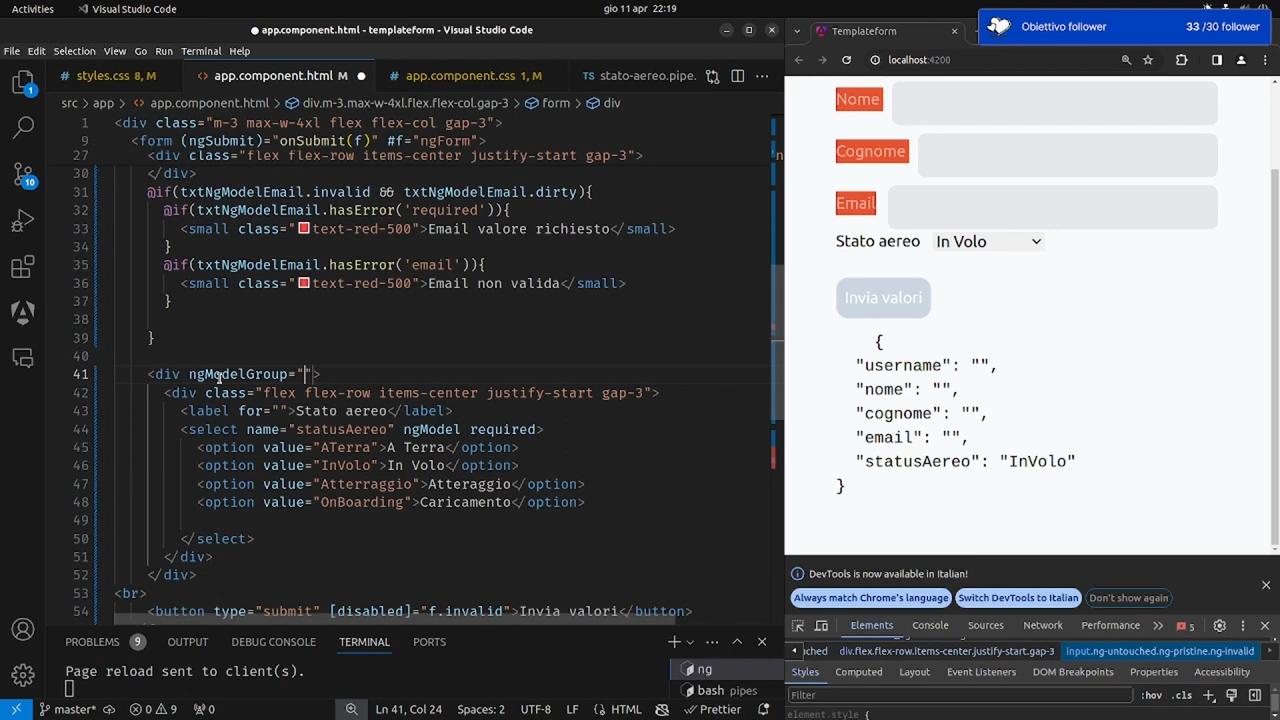 Activities
Visual Studio Code
gio 11 apr 22:19
Obiettivo follower 33 /30 follower
app.component.html - templateform - Visual Studio Code
File Edit Selection View Go Run Terminal Help
styles.css 8, M
app.component.html M
app.component.css 1, M
stato-aereo.pipe.
src > app > app.component.html > div.m-3.max-w-4xl.flex.flex-col.gap-3 > form > div
1 <div class="m-3 max-w-4xl flex flex-col gap-3">
9 <form (ngSubmit)="onSubmit(f)" #f="ngForm">
27 <div class="flex flex-row items-center justify-start gap-3">
30 </div>
31 @if(txtNgModelEmail.invalid && txtNgModelEmail.dirty){
32 @if(txtNgModelEmail.hasError('required')){
33 <small class="text-red-500">Email valore richiesto</small>
34 }
35 @if(txtNgModelEmail.hasError('email')){
36 <small class="text-red-500">Email non valida</small>
37 }
38
39 }
40
41 <div ngModelGroup="">
42 <div class="flex flex-row items-center justify-start gap-3">
43 <label for="">Stato aereo</label>
44 <select name="statusAereo" ngModel required>
45 <option value="ATerra">A Terra</option>
46 <option value="InVolo">In Volo</option>
47 <option value="Atterraggio">Atteraggio</option>
48 <option value="OnBoarding">Caricamento</option>
49
50 </select>
51 </div>
52 </div>
53 <br>
54 <button type="submit" [disabled]="f.invalid">Invia valori</button>
PROBLEMS 9 OUTPUT DEBUG CONSOLE TERMINAL PORTS
Page reload sent to client(s).
ng
bash pipes
1
10
master
0 9
0
Ln 41, Col 24 Spaces: 2 UTF-8 LF HTML Prettier
Templateform
localhost:4200
Nome
Cognome
Email
Stato aereo In Volo
Invia valori
{
"username": "",
"nome": "",
"cognome": "",
"email": "",
"statusAereo": "InVolo"
}
DevTools is now available in Italian!
Always match Chrome's language Switch DevTools to Italian Don't show again
Elements Console Sources Network Performance 5
ched div.flex.flex-row.items-center.justify-start.gap-3 input.ng-untouched.ng-pristine.ng-invalid
Styles Computed Layout Event Listeners DOM Breakpoints Properties Accessibility
Filter :hov .cls
element.style {